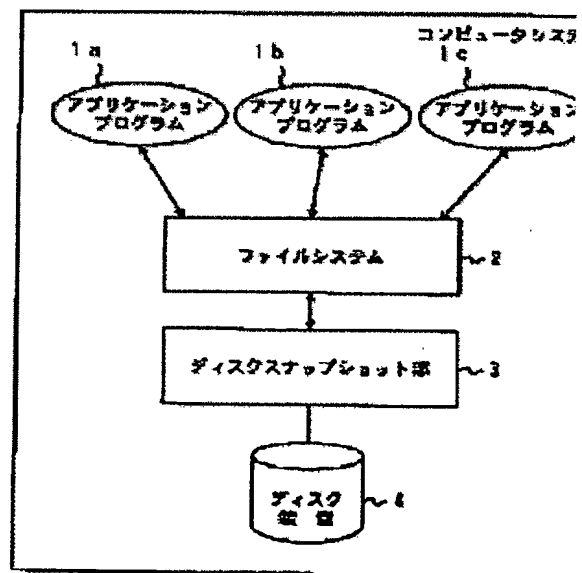 コンピュータシステ
1a
1b
1c
アプリケーション
プログラム
アプリケーション
プログラム
アプリケーション
プログラム
ファイルシステム
2
ディスクスナップショット部
3
ディスク
装置
4